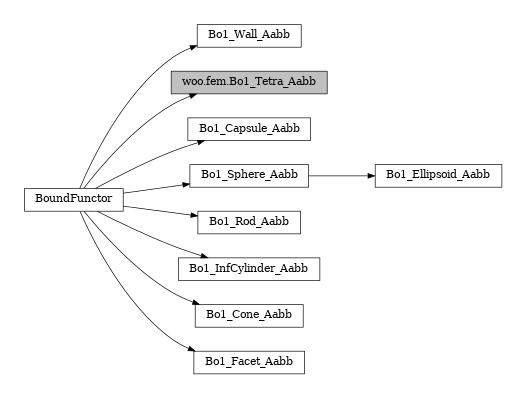 Bo1_Wall_Aabb
woo.fem.Bo1_Tetra_Aabb
Bo1_Capsule_Aabb
Bo1_Sphere_Aabb
Bo1_Ellipsoid_Aabb
BoundFunctor
Bo1_Rod_Aabb
Bo1_InfCylinder_Aabb
Bo1_Cone_Aabb
Bo1_Facet_Aabb